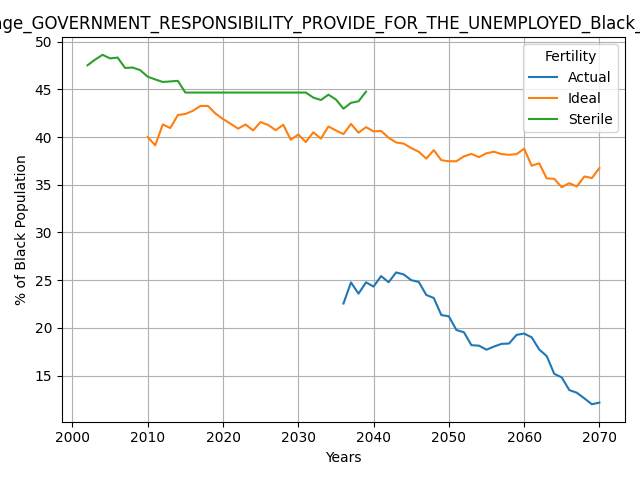 age_GOVERNMENT_RESPONSIBILITY_PROVIDE_FOR_THE_UNEMPLOYED_Black_
50
45
40
35
30
25
20
15
% of Black Population
Fertility
Actual
Ideal
Sterile
2000 2010 2020 2030 2040 2050 2060 2070
Years